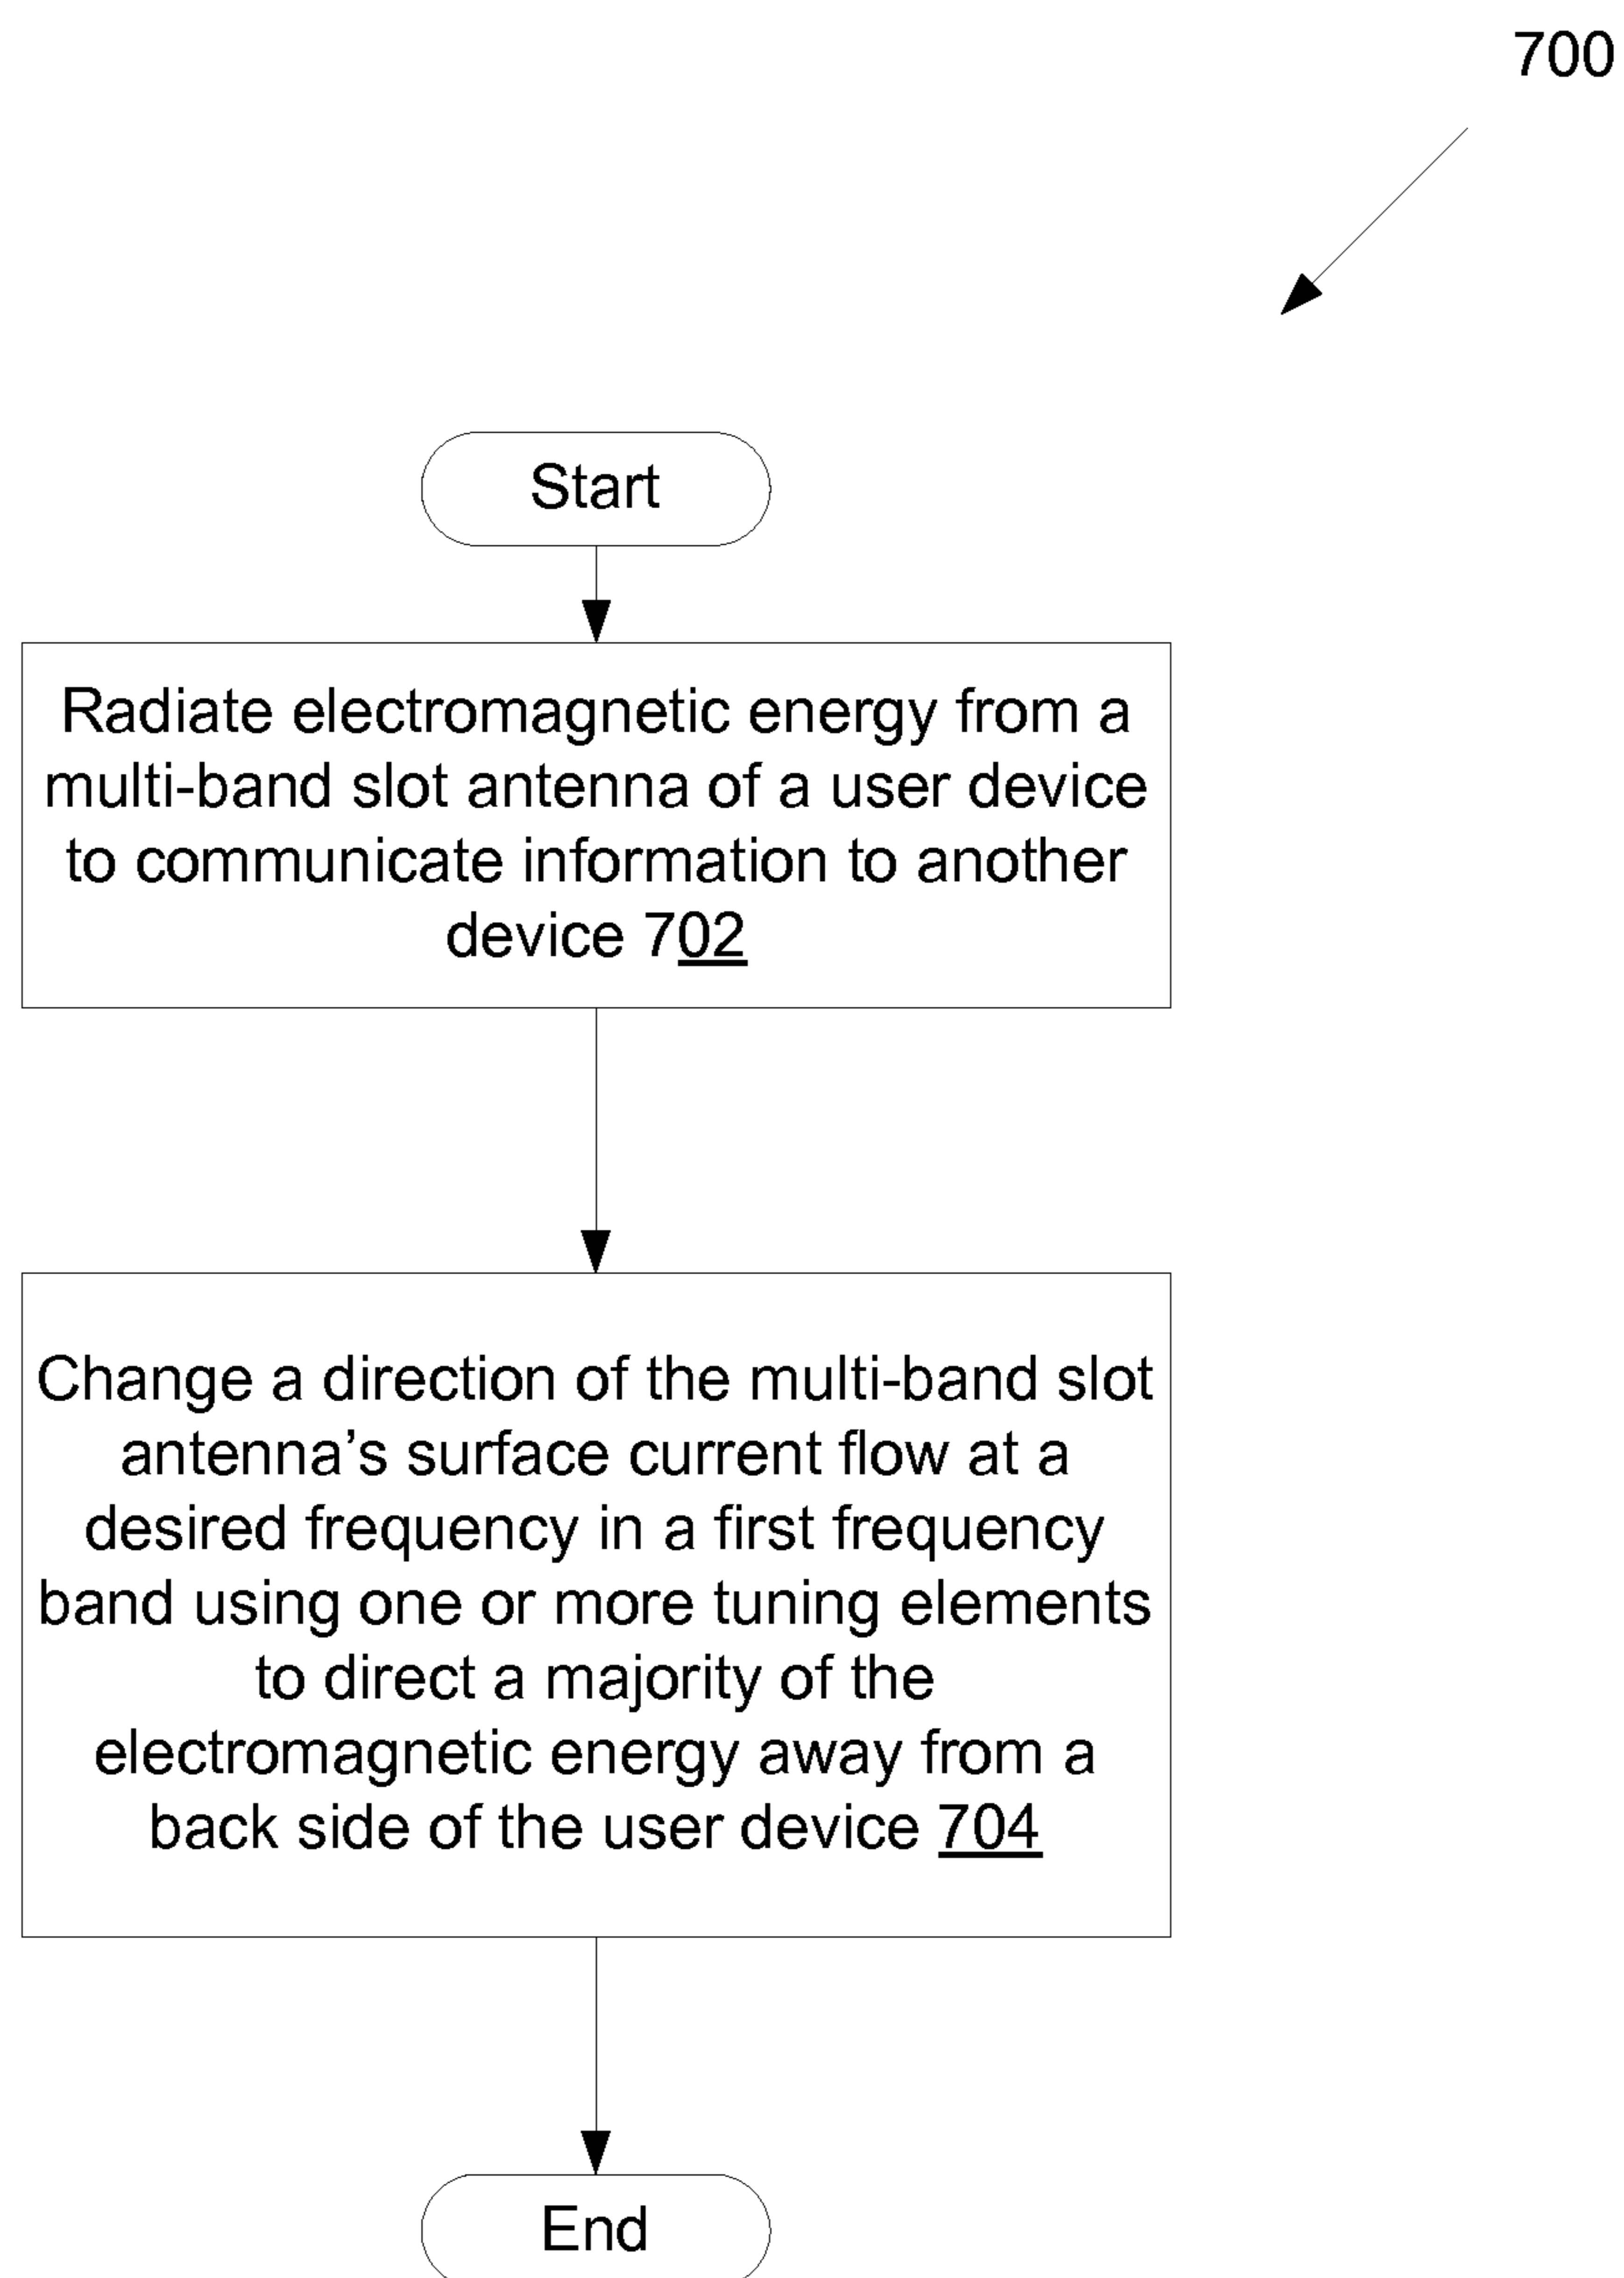 700
Start
Radiate electromagnetic energy from a
multi-band slot antenna of a user device
to communicate information to another
device 702
Change a direction of the multi-band slot
antenna’s surface current flow at a
desired frequency in a first frequency
band using one or more tuning elements
to direct a majority of the
electromagnetic energy away from a
back side of the user device 704
End